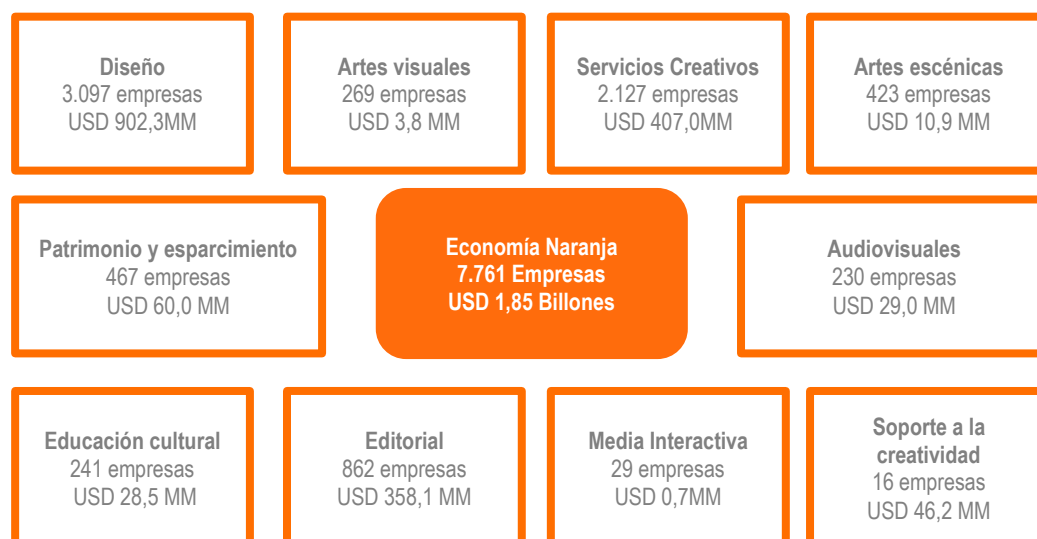 Diseño
3.097 empresas
USD 902,3MM
Artes visuales
269 empresas
USD 3,8 MM
Servicios Creativos
2.127 empresas
USD 407,0MM
Artes escénicas
423 empresas
USD 10,9 MM
Patrimonio y esparcimiento
467 empresas
USD 60,0 MM
Economía Naranja
7.761 Empresas
USD 1,85 Billones
Audiovisuales
230 empresas
USD 29,0 MM
Educación cultural
241 empresas
USD 28,5 MM
Editorial
862 empresas
USD 358,1 MM
Media Interactiva
29 empresas
USD 0,7MM
Soporte a la
creatividad
16 empresas
USD 46,2 MM